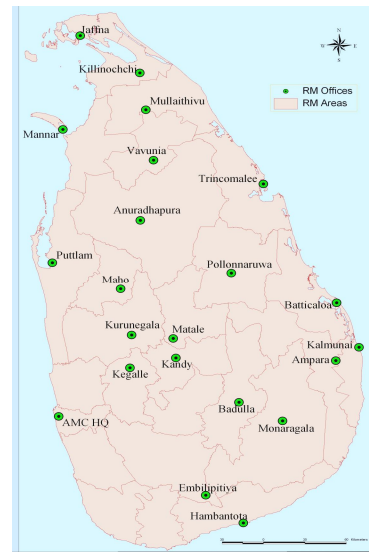 Jaffna
N
Killinochchi
W E
S
RM Offices
RM Areas
Mullaithivu
Mannar
Vavunia
Trincomalee
Anuradhapura
Puttlam
Pollonnaruwa
Maho
Batticaloa
Kurunegala
Matale
Kalmunai
Kandy
Ampara
Kegalle
Badulla
AMC HQ
Monaragala
Embilipitiya
Hambantota
Kilometers